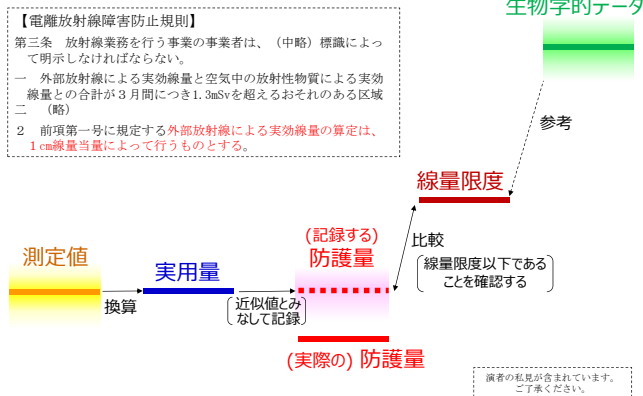 【電離放射線障害防止規則】
第三条　放射線業務を行う事業の事業者は、（中略）標識によっ
て明示しなければならない。
一　外部放射線による実効線量と空気中の放射性物質による実効
線量との合計が３月間につき1.3mSvを超えるおそれのある区域
二　（略）
２　前項第一号に規定する外部放射線による実効線量の算定は、
１cm線量当量によって行うものとする。
生物学的データ
参考
線量限度
比較
線量限度以下である
ことを確認する
(記録する)
防護量
測定値
換算
実用量
近似値とみ
なして記録
(実際の) 防護量
演者の私見が含まれています。
ご了承ください。